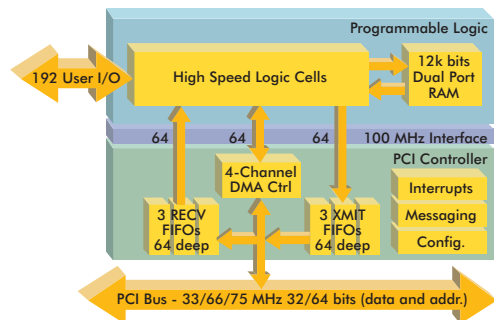 Programmable Logic
192 User I/O
High Speed Logic Cells
12k bits
Dual Port
RAM
64
64
64
100 MHz Interface
PCI Controller
4-Channel
DMA Ctrl
3 RECV
FIFOs
64 deep
3 XMIT
FIFOs
64 deep
Interrupts
Messaging
Config.
PCI Bus - 33/66/75 MHz 32/64 bits (data and addr.)